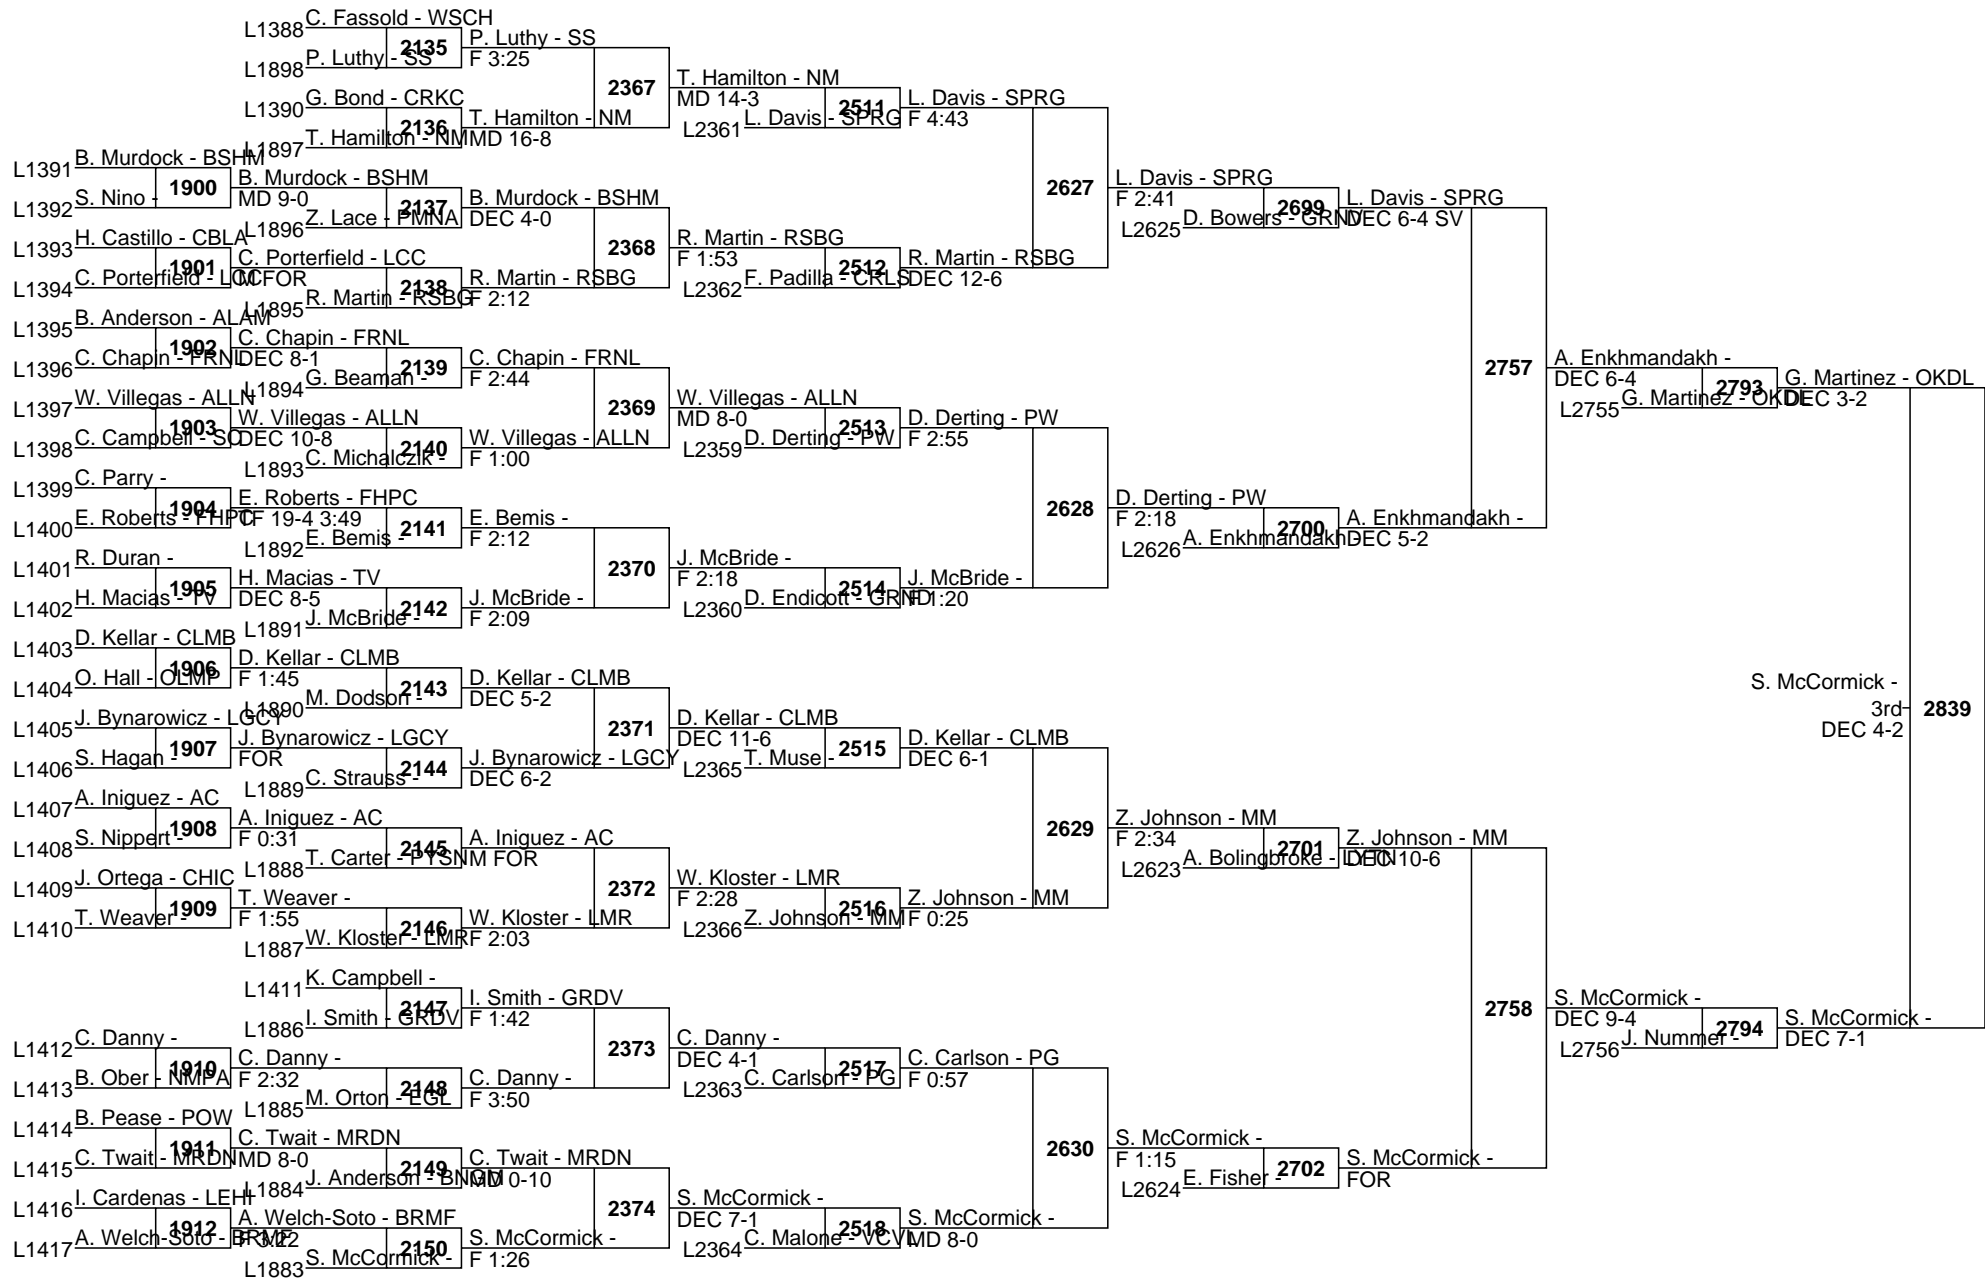 L1388 C. Fassold - WSCH
2135
L1898 P. Luthy - SS
P. Luthy - SS
F 3:25
2367
L1390 G. Bond - CRKC
2136
L1897 T. Hamilton - NM
T. Hamilton - NM
MD 16-8
T. Hamilton - NM
MD 14-3
2511
L2361 L. Davis - SPRG
L. Davis - SPRG
F 4:43
2627
L1391 B. Murdock - BSHM
1900
L1392 S. Nino -
B. Murdock - BSHM
MD 9-0
2137
L1896 Z. Lace - PMNA
B. Murdock - BSHM
DEC 4-0
2368
L1393 H. Castillo - CBLA
1901
L1394 C. Porterfield - LCC
C. Porterfield - LCC
M FOR
2138
L1895 R. Martin - RSBG
R. Martin - RSBG
F 2:12
R. Martin - RSBG
F 1:53
2512
L2362 F. Padilla - CRLS
R. Martin - RSBG
DEC 12-6
L. Davis - SPRG
F 2:41
2699
L2625 D. Bowers - GRNV
L. Davis - SPRG
DEC 6-4 SV
2757
L1395 B. Anderson - ALAM
1902
L1396 C. Chapin - FRNL
C. Chapin - FRNL
DEC 8-1
2139
L1894 G. Beaman -
C. Chapin - FRNL
F 2:44
2369
L1397 W. Villegas - ALLN
1903
L1398 C. Campbell - SC
W. Villegas - ALLN
DEC 10-8
2140
L1893 C. Michalczik -
W. Villegas - ALLN
F 1:00
W. Villegas - ALLN
MD 8-0
2513
L2359 D. Derting - PW
D. Derting - PW
F 2:55
2628
L1399 C. Parry -
1904
L1400 E. Roberts - FHPC
E. Roberts - FHPC
TF 19-4 3:49
2141
L1892 E. Bemis -
E. Bemis -
F 2:12
2370
L1401 R. Duran -
1905
L1402 H. Macias - TV
H. Macias - TV
DEC 8-5
2142
L1891 J. McBride -
J. McBride -
F 2:09
J. McBride -
F 2:18
2514
L2360 D. Endicott - GRND
J. McBride -
F 1:20
D. Derting - PW
F 2:18
2700
L2626 A. Enkhmandakh -
A. Enkhmandakh -
DEC 5-2
A. Enkhmandakh -
DEC 6-4
2793
L2755 G. Martinez - OKDL
G. Martinez - OKDL
DEC 3-2
L1403 D. Kellar - CLMB
1906
L1404 O. Hall - OLMP
D. Kellar - CLMB
F 1:45
2143
L1890 M. Dodson -
D. Kellar - CLMB
DEC 5-2
2371
L1405 J. Bynarowicz - LGCY
1907
L1406 S. Hagan -
J. Bynarowicz - LGCY
FOR
2144
L1889 C. Strauss -
J. Bynarowicz - LGCY
DEC 6-2
D. Kellar - CLMB
DEC 11-6
2515
L2365 T. Muse -
D. Kellar - CLMB
DEC 6-1
2629
L1407 A. Iniguez - AC
1908
L1408 S. Nippert -
A. Iniguez - AC
F 0:31
2145
L1888 T. Carter - PYSN
A. Iniguez - AC
M FOR
2372
L1409 J. Ortega - CHIC
1909
L1410 T. Weaver -
T. Weaver -
F 1:55
2146
L1887 W. Kloster - LMR
W. Kloster - LMR
F 2:03
W. Kloster - LMR
F 2:28
2516
L2366 Z. Johnson - MM
Z. Johnson - MM
F 0:25
Z. Johnson - MM
F 2:34
2701
L2623 A. Bolingbroke - LYTN
Z. Johnson - MM
DEC 10-6
2758
L1411 K. Campbell -
2147
L1886 I. Smith - GRDV
I. Smith - GRDV
F 1:42
2373
L1412 C. Danny -
1910
L1413 B. Ober - NMPA
C. Danny -
F 2:32
2148
L1885 M. Orton - EGL
C. Danny -
F 3:50
C. Danny -
DEC 4-1
2517
L2363 C. Carlson - PG
C. Carlson - PG
F 0:57
2630
L1414 B. Pease - POW
1911
L1415 C. Twait - MRDN
C. Twait - MRDN
MD 8-0
2149
L1884 J. Anderson - BNGM
C. Twait - MRDN
MD 0-10
2374
L1416 I. Cardenas - LEHI
1912
L1417 A. Welch-Soto - BRMF
A. Welch-Soto - BRMF
F 3:22
2150
L1883 S. McCormick -
S. McCormick -
F 1:26
S. McCormick -
DEC 7-1
2518
L2364 C. Malone - VCVL
S. McCormick -
MD 8-0
S. McCormick -
F 1:15
2702
L2624 E. Fisher -
S. McCormick -
FOR
S. McCormick -
DEC 9-4
2794
L2756 J. Nummer -
S. McCormick -
DEC 7-1
S. McCormick -
3rd
DEC 4-2
2839